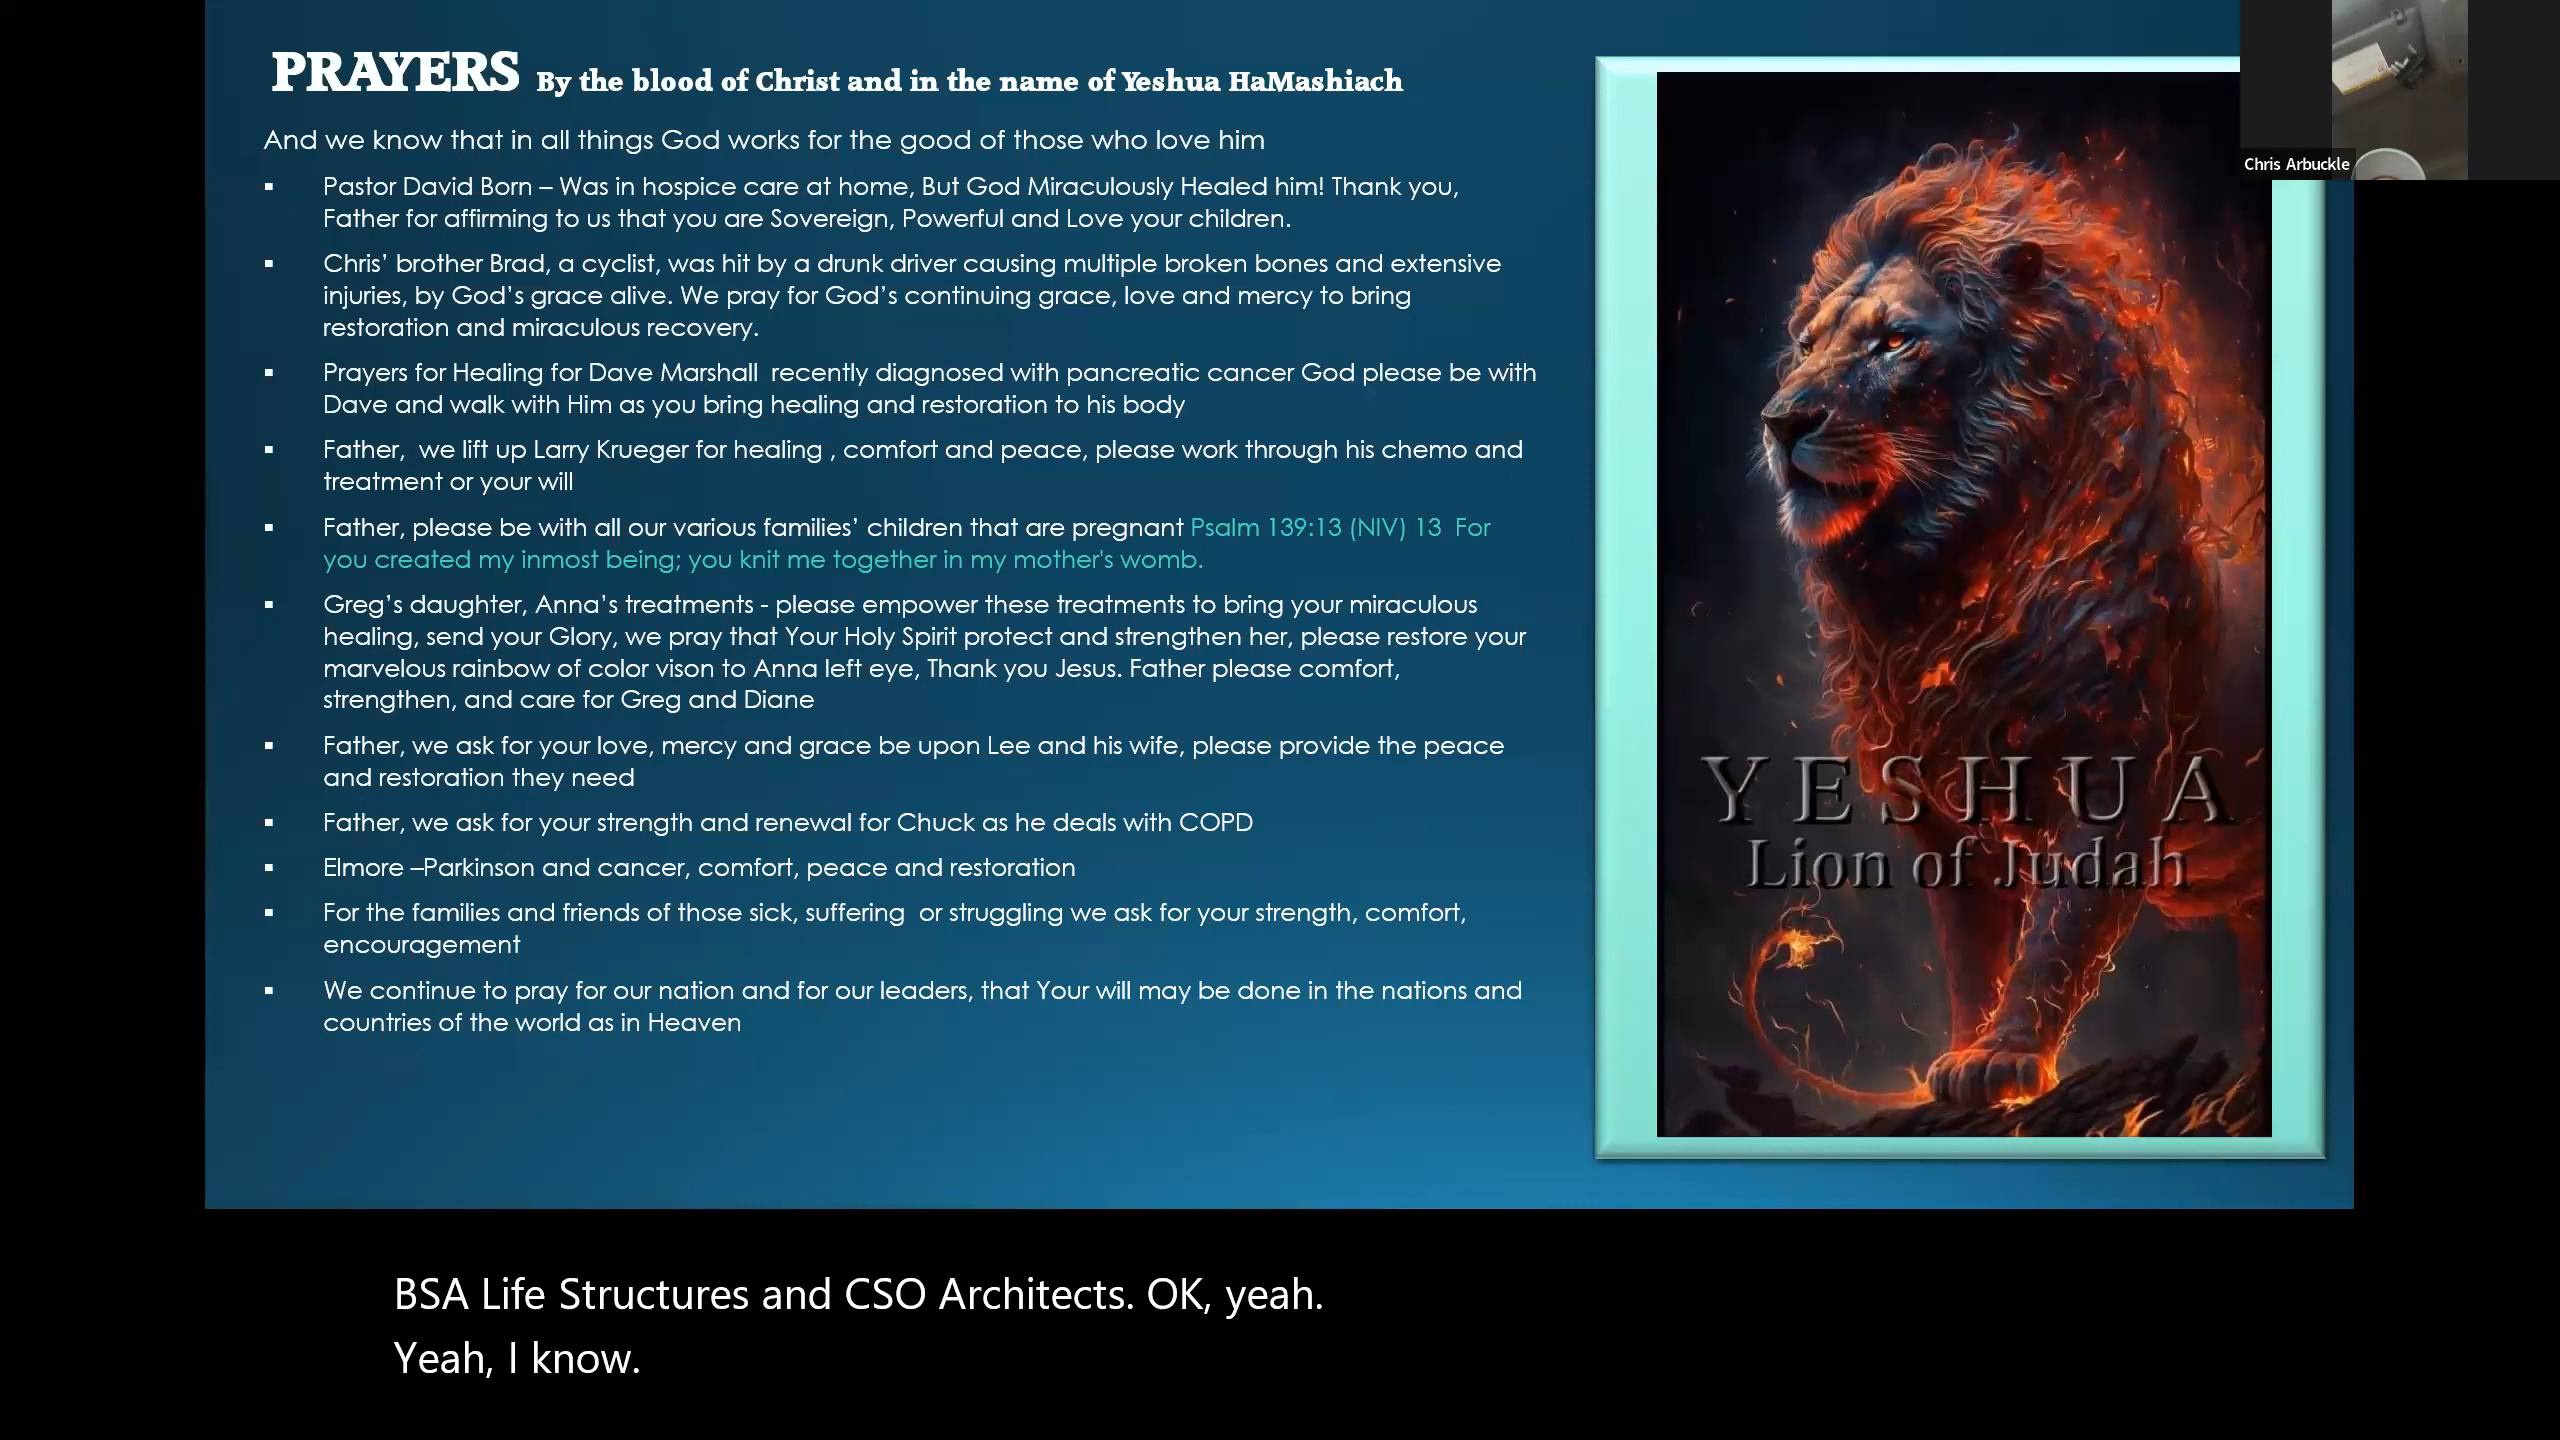 PRAYERS By the blood of Christ and in the name of Yeshua HaMashiach
And we know that in all things God works for the good of those who love him
▪ Pastor David Born – Was in hospice care at home, But God Miraculously Healed him! Thank you,
Father for affirming to us that you are Sovereign, Powerful and Love your children.
▪ Chris’ brother Brad, a cyclist, was hit by a drunk driver causing multiple broken bones and extensive
injuries, by God’s grace alive. We pray for God’s continuing grace, love and mercy to bring
restoration and miraculous recovery.
▪ Prayers for Healing for Dave Marshall  recently diagnosed with pancreatic cancer God please be with
Dave and walk with Him as you bring healing and restoration to his body
▪ Father,  we lift up Larry Krueger for healing , comfort and peace, please work through his chemo and
treatment or your will
▪ Father, please be with all our various families’ children that are pregnant Psalm 139:13 (NIV) 13  For
you created my inmost being; you knit me together in my mother's womb.
▪ Greg’s daughter, Anna’s treatments - please empower these treatments to bring your miraculous
healing, send your Glory, we pray that Your Holy Spirit protect and strengthen her, please restore your
marvelous rainbow of color vison to Anna left eye, Thank you Jesus. Father please comfort,
strengthen, and care for Greg and Diane
▪ Father, we ask for your love, mercy and grace be upon Lee and his wife, please provide the peace
and restoration they need
▪ Father, we ask for your strength and renewal for Chuck as he deals with COPD
▪ Elmore –Parkinson and cancer, comfort, peace and restoration
▪ For the families and friends of those sick, suffering  or struggling we ask for your strength, comfort,
encouragement
▪ We continue to pray for our nation and for our leaders, that Your will may be done in the nations and
countries of the world as in Heaven
YESHUA
Lion of Judah
Chris Arbuckle
BSA Life Structures and CSO Architects. OK, yeah.
Yeah, I know.